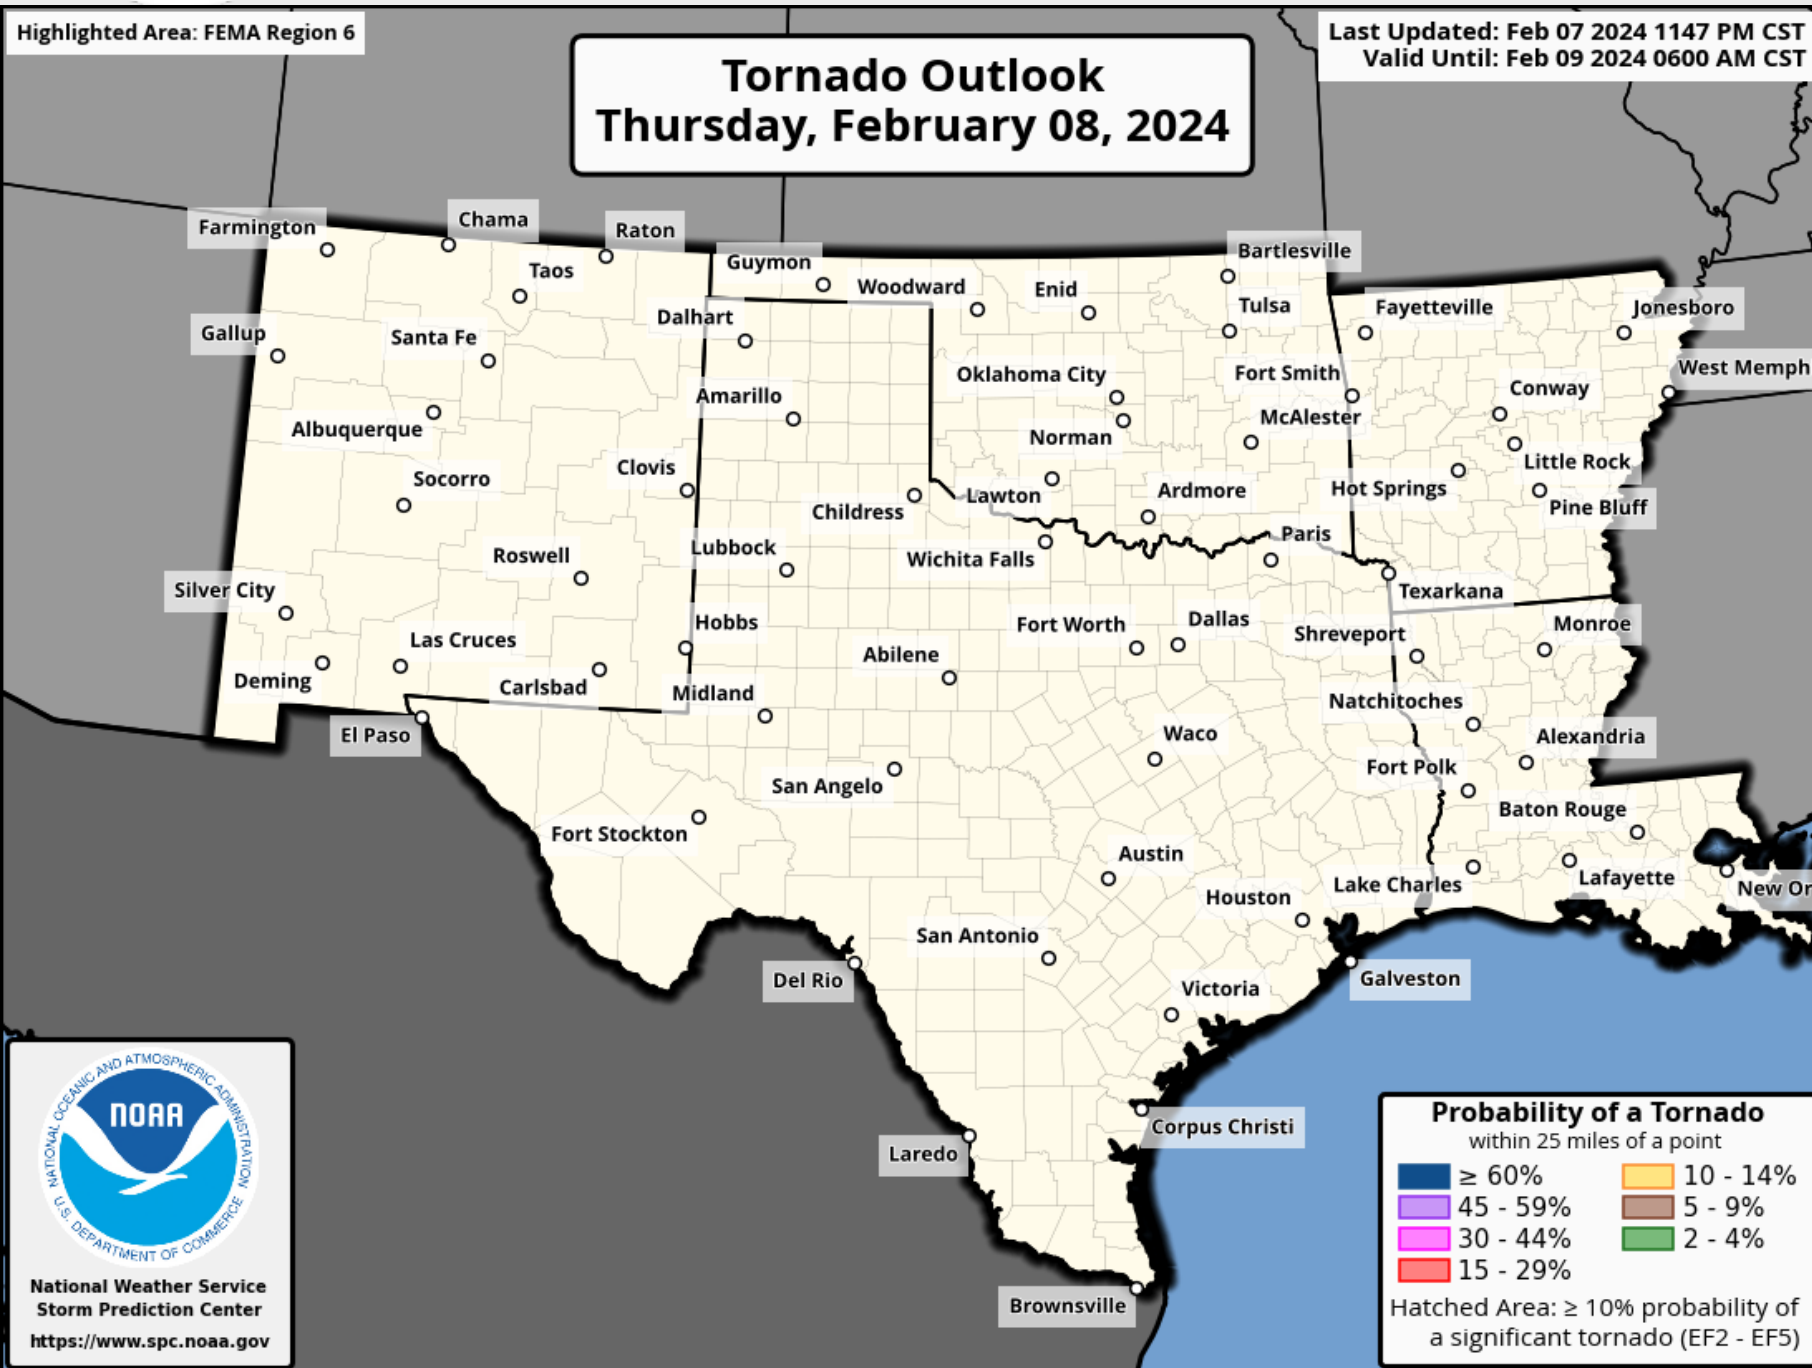 Highlighted Area: FEMA Region 6
Last Updated: Feb 07 2024 1147 PM CST
Valid Until: Feb 09 2024 0600 AM CST
Tornado Outlook
Thursday, February 08, 2024
Farmington
Chama
Raton
Taos
Guymon
Woodward
Enid
Bartlesville
Tulsa
Fayetteville
Jonesboro
Gallup
Santa Fe
Dalhart
Oklahoma City
Fort Smith
West Memph
Conway
Amarillo
Albuquerque
Norman
McAlester
Little Rock
Socorro
Clovis
Childress
Lawton
Ardmore
Hot Springs
Pine Bluff
Roswell
Lubbock
Wichita Falls
Paris
Silver City
Texarkana
Las Cruces
Hobbs
Fort Worth
Dallas
Shreveport
Monroe
Deming
Carlsbad
Midland
Abilene
Natchitoches
El Paso
Waco
Alexandria
San Angelo
Fort Polk
Fort Stockton
Baton Rouge
Austin
Houston
Lake Charles
Lafayette
New Or
San Antonio
Del Rio
Victoria
Galveston
Laredo
Corpus Christi
Brownsville
NATIONAL OCEANIC AND ATMOSPHERIC ADMINISTRATION
NOAA
U.S. DEPARTMENT OF COMMERCE
National Weather Service
Storm Prediction Center
https://www.spc.noaa.gov
Probability of a Tornado
within 25 miles of a point
≥ 60%
45 - 59%
30 - 44%
15 - 29%
10 - 14%
5 - 9%
2 - 4%
Hatched Area: ≥ 10% probability of
a significant tornado (EF2 - EF5)